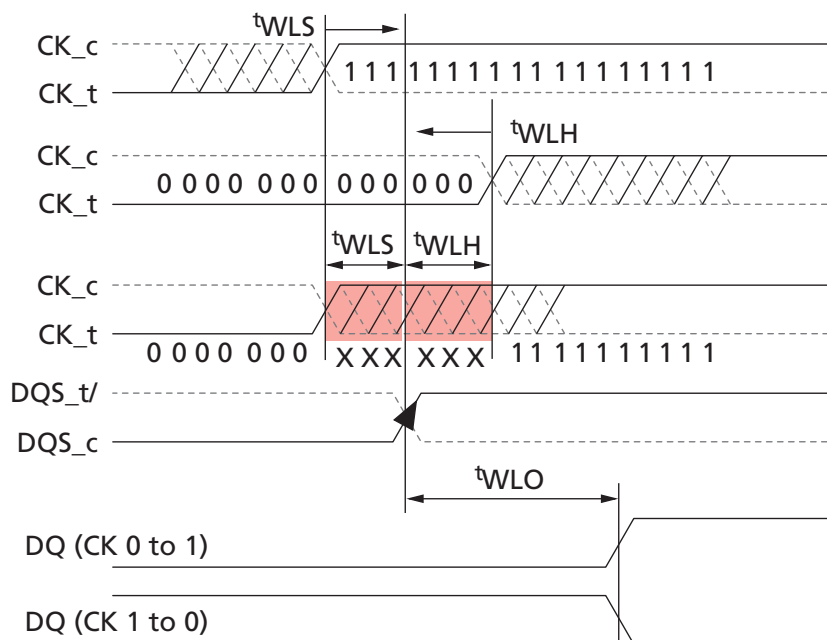 tWLS
CK_c
1 1 1 1 1 1 1 1 1 1 1 1 1 1 1 1 1
CK_t
tWLH
CK_c
0 0 0 0 0 0 0 0 0 0 0 0 0
CK_t
tWLS tWLH
CK_c
CK_t
0 0 0 0 0 0 0 X X X X X X 1 1 1 1 1 1 1 1 1 1
DQS_t/
DQS_c
tWLO
DQ (CK 0 to 1)
DQ (CK 1 to 0)